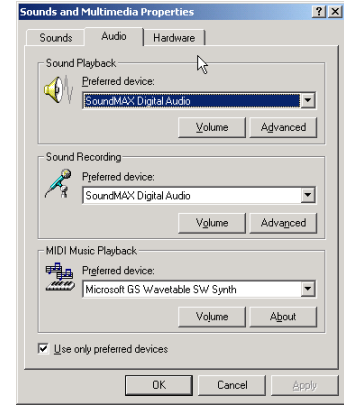 Sounds and Multimedia Properties
Sounds Audio Hardware
Sound Playback
Preferred device:
SoundMAX Digital Audio
Volume Advanced
Sound Recording
Preferred device:
SoundMAX Digital Audio
Volume Advanced
MIDI Music Playback
Preferred device:
Microsoft GS Wavetable SW Synth
Volume About
Use only preferred devices
OK Cancel Apply